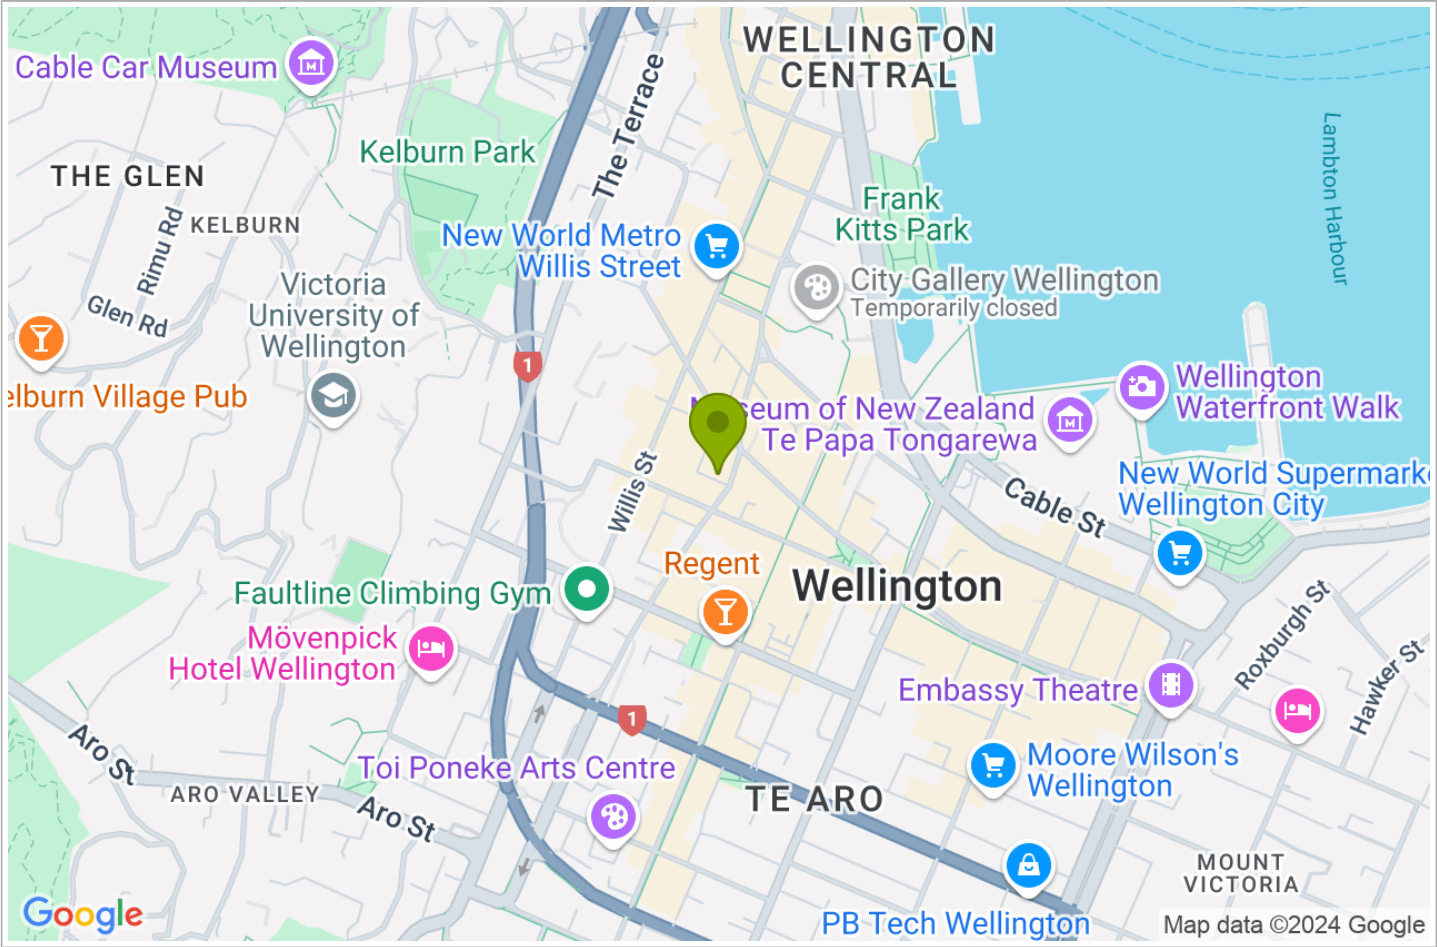 WELLINGTON
CENTRAL
Cable Car Museum
The Terrace
Kelburn Park
Lambton Harbour
THE GLEN
KELBURN
Rimu Rd
Frank
Kitts Park
New World Metro
Willis Street
City Gallery Wellington
Temporarily closed
Victoria
University of
Wellington
Glen Rd
1
elburn Village Pub
Wellington
Waterfront Walk
Museum of New Zealand
Te Papa Tongarewa
Willis St
Cable St
New World Supermarke
Wellington City
Regent
Wellington
Faultline Climbing Gym
Mövenpick
Hotel Wellington
Roxburgh St
Hawker St
Embassy Theatre
1
Aro St
Toi Poneke Arts Centre
Moore Wilson's
Wellington
ARO VALLEY
Aro St
TE ARO
MOUNT
VICTORIA
PB Tech Wellington
Google
Map data ©2024 Google